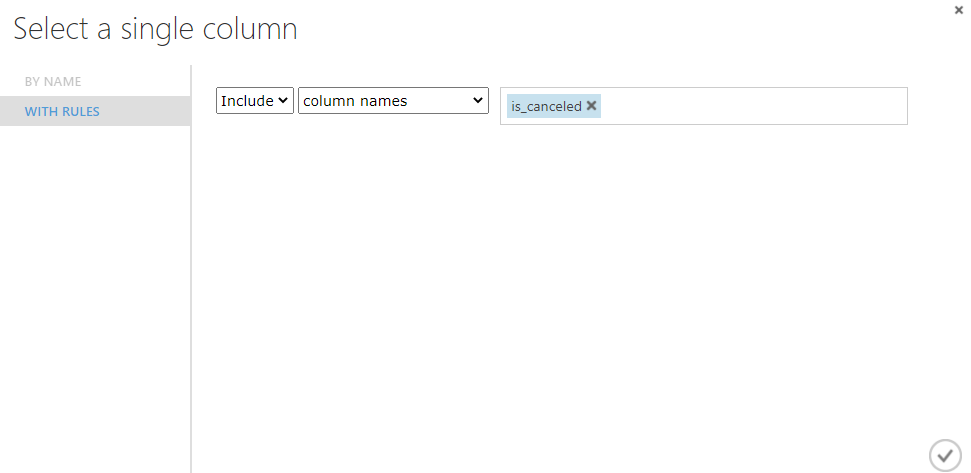 Select a single column
BY NAME
WITH RULES
Include
column names
is_canceled